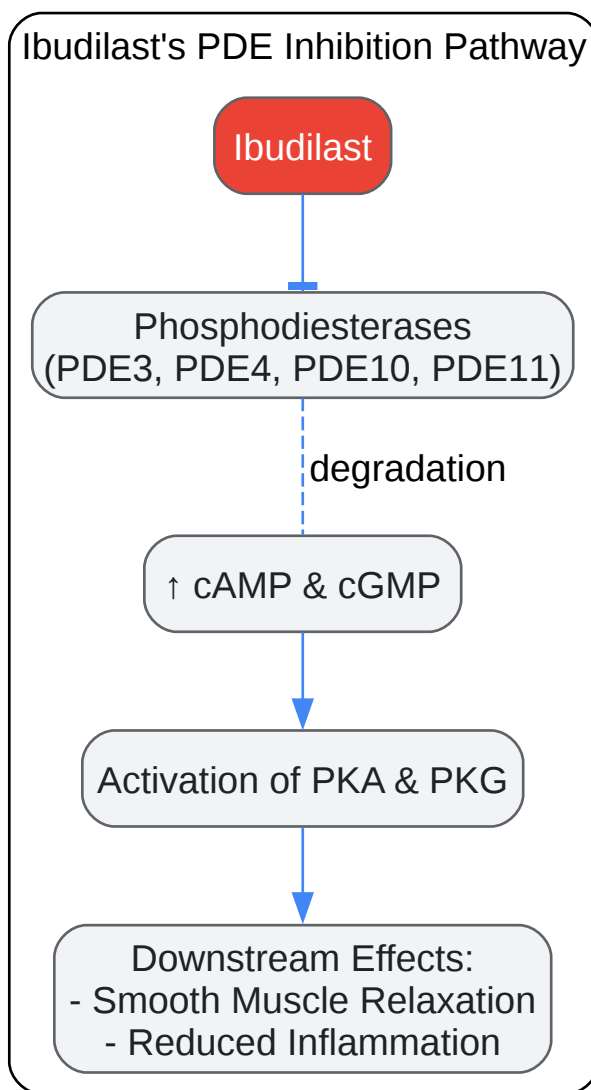 Ibudilast's PDE Inhibition Pathway
Ibudilast
Phosphodiesterases
(PDE3, PDE4, PDE10, PDE11)
degradation
↑ cAMP & cGMP
Activation of PKA & PKG
Downstream Effects:
- Smooth Muscle Relaxation
- Reduced Inflammation